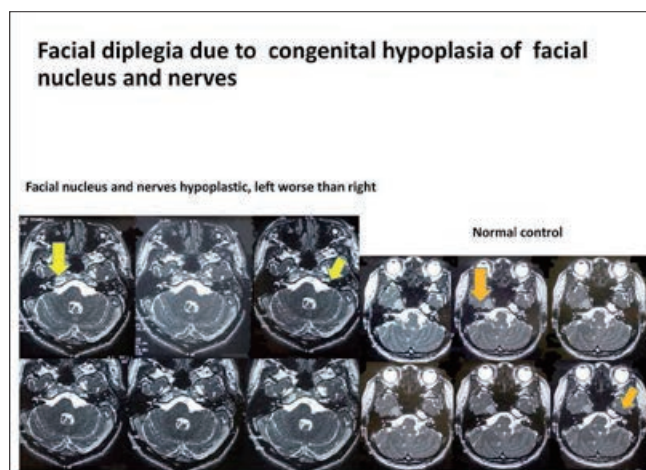 Facial diplegia due to congenital hypoplasia of facial
nucleus and nerves
Facial nucleus and nerves hypoplastic, left worse than right
Normal control